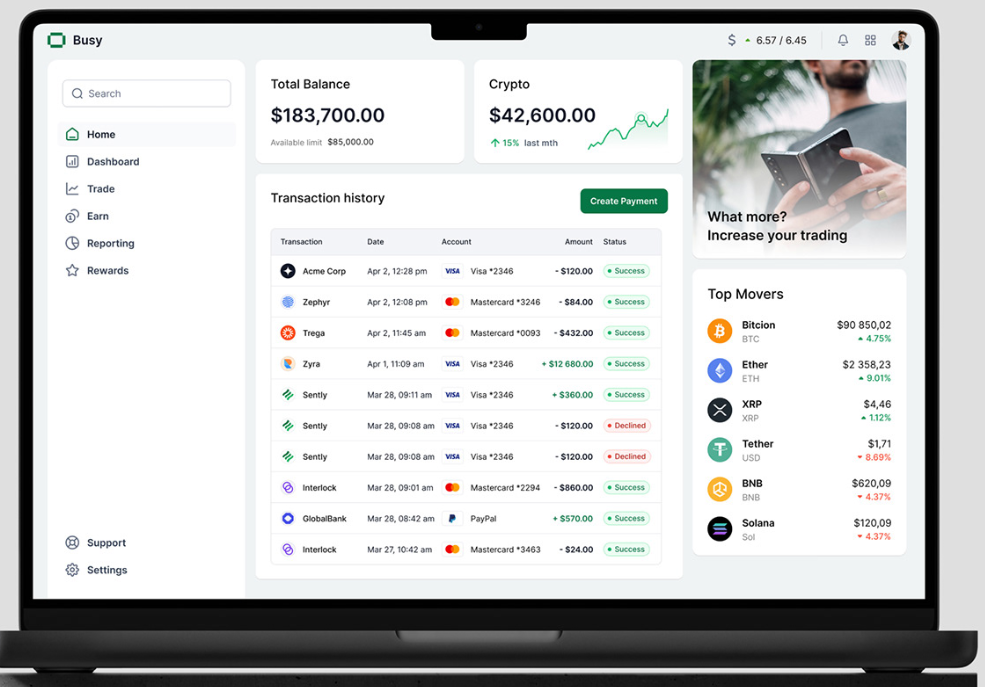 Busy
$ 6.57 / 6.45
Search
Home
Dashboard
Trade
Earn
Reporting
Rewards
Support
Settings
Total Balance
$183,700.00
Available limit $85,000.00
Crypto
$42,600.00
15% last mth
Transaction history
Create Payment
Transaction Date Account Amount Status
Acme Corp Apr 2, 12:28 pm VISA Visa *2346 - $120.00 Success
Zephyr Apr 2, 12:08 pm Mastercard *3246 - $84.00 Success
Trega Apr 2, 11:45 am Mastercard *0093 - $432.00 Success
Zyra Apr 1, 11:09 am VISA Visa *2346 + $12 680.00 Success
Sently Mar 28, 09:11 am VISA Visa *2346 + $360.00 Success
Sently Mar 28, 09:08 am VISA Visa *2346 - $120.00 Declined
Sently Mar 28, 09:08 am VISA Visa *2346 - $120.00 Declined
Interlock Mar 28, 09:01 am Mastercard *2294 - $860.00 Success
GlobalBank Mar 28, 08:42 am PayPal + $570.00 Success
Interlock Mar 27, 10:42 am Mastercard *3463 - $24.00 Success
What more?
Increase your trading
Top Movers
Bitcion $90 850,02
BTC 4.75%
Ether $2 358,23
ETH 9.01%
XRP $4,46
XRP 1.12%
Tether $1,71
USD 8.69%
BNB $620,09
BNB 4.37%
Solana $120,09
Sol 4.37%